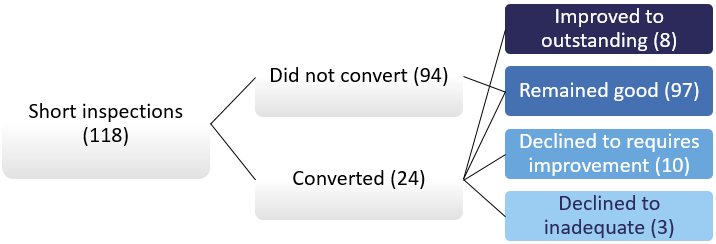 Short inspections
(118)
Did not convert (94)
Converted (24)
Improved to
outstanding (8)
Remained good (97)
Declined to requires
improvement (10)
Declined to
inadequate (3)